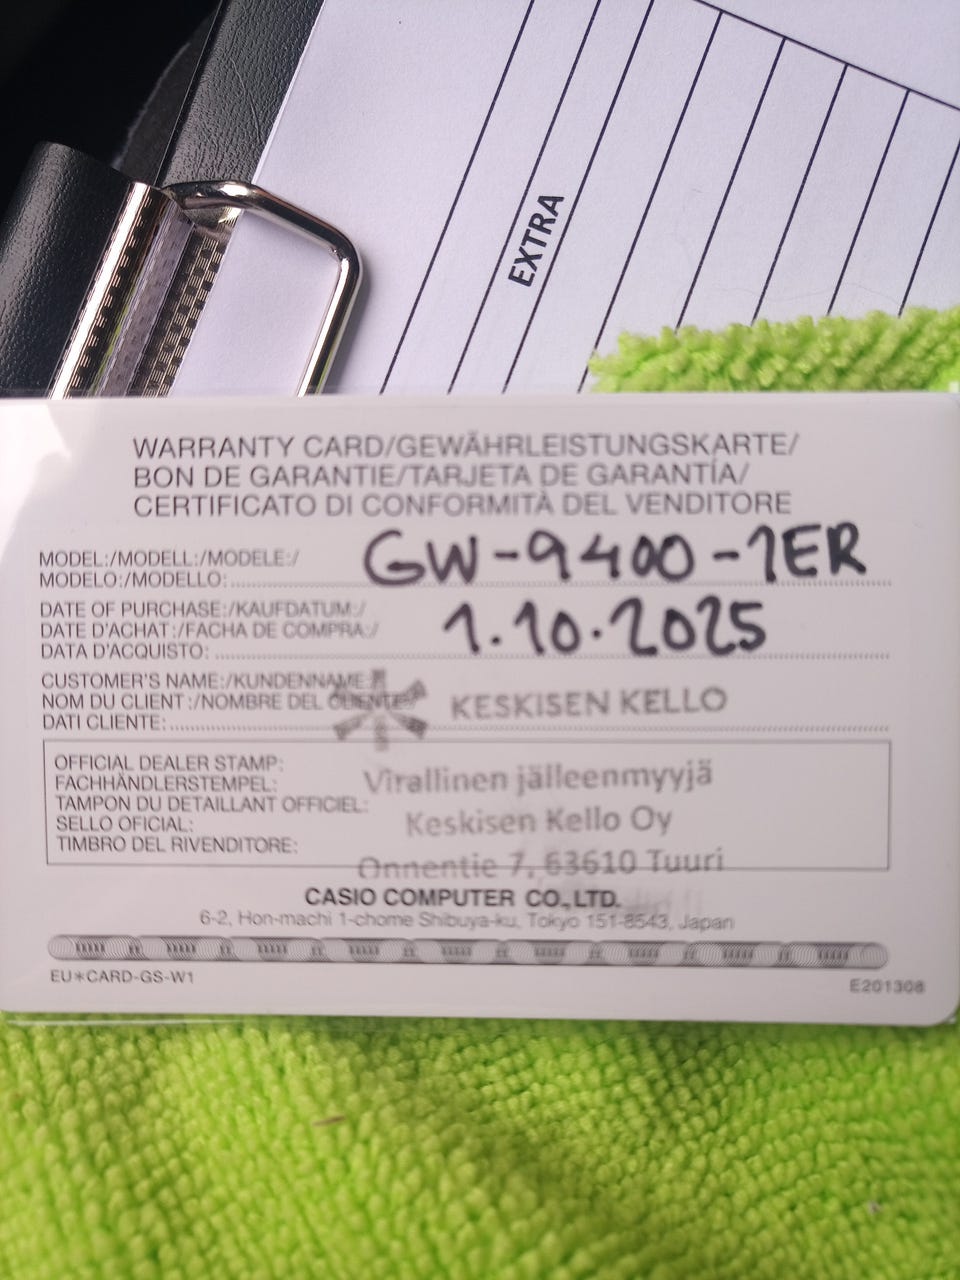 EXTRA
WARRANTY CARD/GEWÄHRLEISTUNGSKARTE/
BON DE GARANTIE/TARJETA DE GARANTÍA/
CERTIFICATO DI CONFORMITÀ DEL VENDITORE
MODEL:/MODELL:/MODELE:/
MODELO:/MODELLO: GW-9400-1ER
DATE OF PURCHASE:/KAUFDATUM:/
DATE D'ACHAT:/FACHA DE COMPRA:/
DATA D'ACQUISTO: 1.10.2025
CUSTOMER'S NAME:/KUNDENNAME:/
NOM DU CLIENT:/NOMBRE DEL CLIENTE:/
DATI CLIENTE: KESKISEN KELLO
OFFICIAL DEALER STAMP:
FACHHÄNDLERSTEMPEL:
TAMPON DU DETAILLANT OFFICIEL:
SELLO OFICIAL:
TIMBRO DEL RIVENDITORE:
Virallinen jälleenmyyjä
Keskisen Kello Oy
Onnentie 7, 63610 Tuuri
CASIO COMPUTER CO.,LTD.
6-2, Hon-machi 1-chome Shibuya-ku, Tokyo 151-8543, Japan
EU✶CARD-GS-W1
E201308